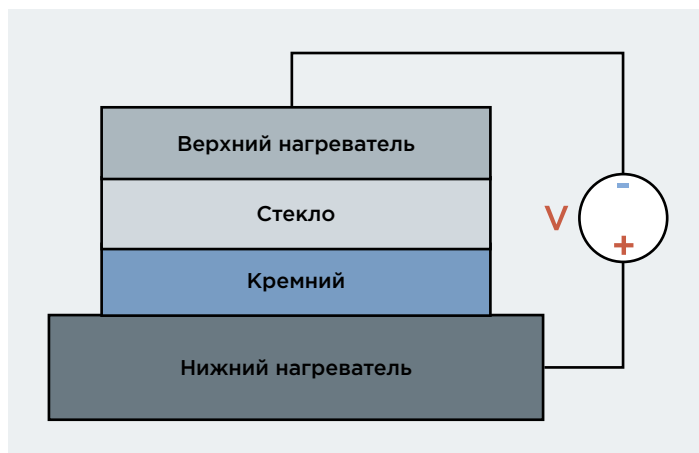 Верхний нагреватель
Стекло
-
V
+
Кремний
Нижний нагреватель